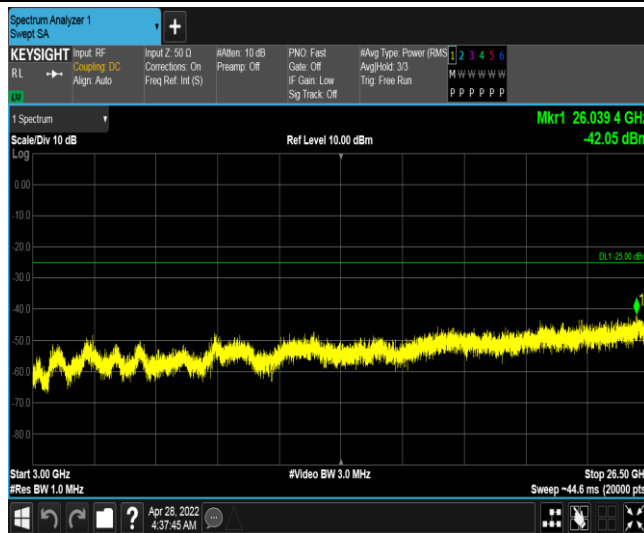 Spectrum Analyzer 1
Swept SA
+
KEYSIGHT
RL
Input: RF
Coupling: DC
Align: Auto
Input Z: 50 Ω
Corrections: On
Freq Ref: Int (S)
#Atten: 10 dB
Preamp: Off
PNO: Fast
Gate: Off
IF Gain: Low
Sig Track: Off
#Avg Type: Power (RMS
Avg|Hold: 3/3
Trig: Free Run
1 2 3 4 5 6
M W W W W W
P P P P P P
1 Spectrum
Mkr1 26.039 4 GHz
Scale/Div 10 dB
Ref Level 10.00 dBm
-42.05 dBm
Log
0.00
-10.0
-20.0
DL1 -25.00 dBm
-30.0
1
-40.0
-50.0
-60.0
-70.0
-80.0
Start 3.00 GHz
#Video BW 3.0 MHz
Stop 26.50 GHz
#Res BW 1.0 MHz
Sweep ~44.6 ms (20000 pts
?
Apr 28, 2022
4:37:45 AM